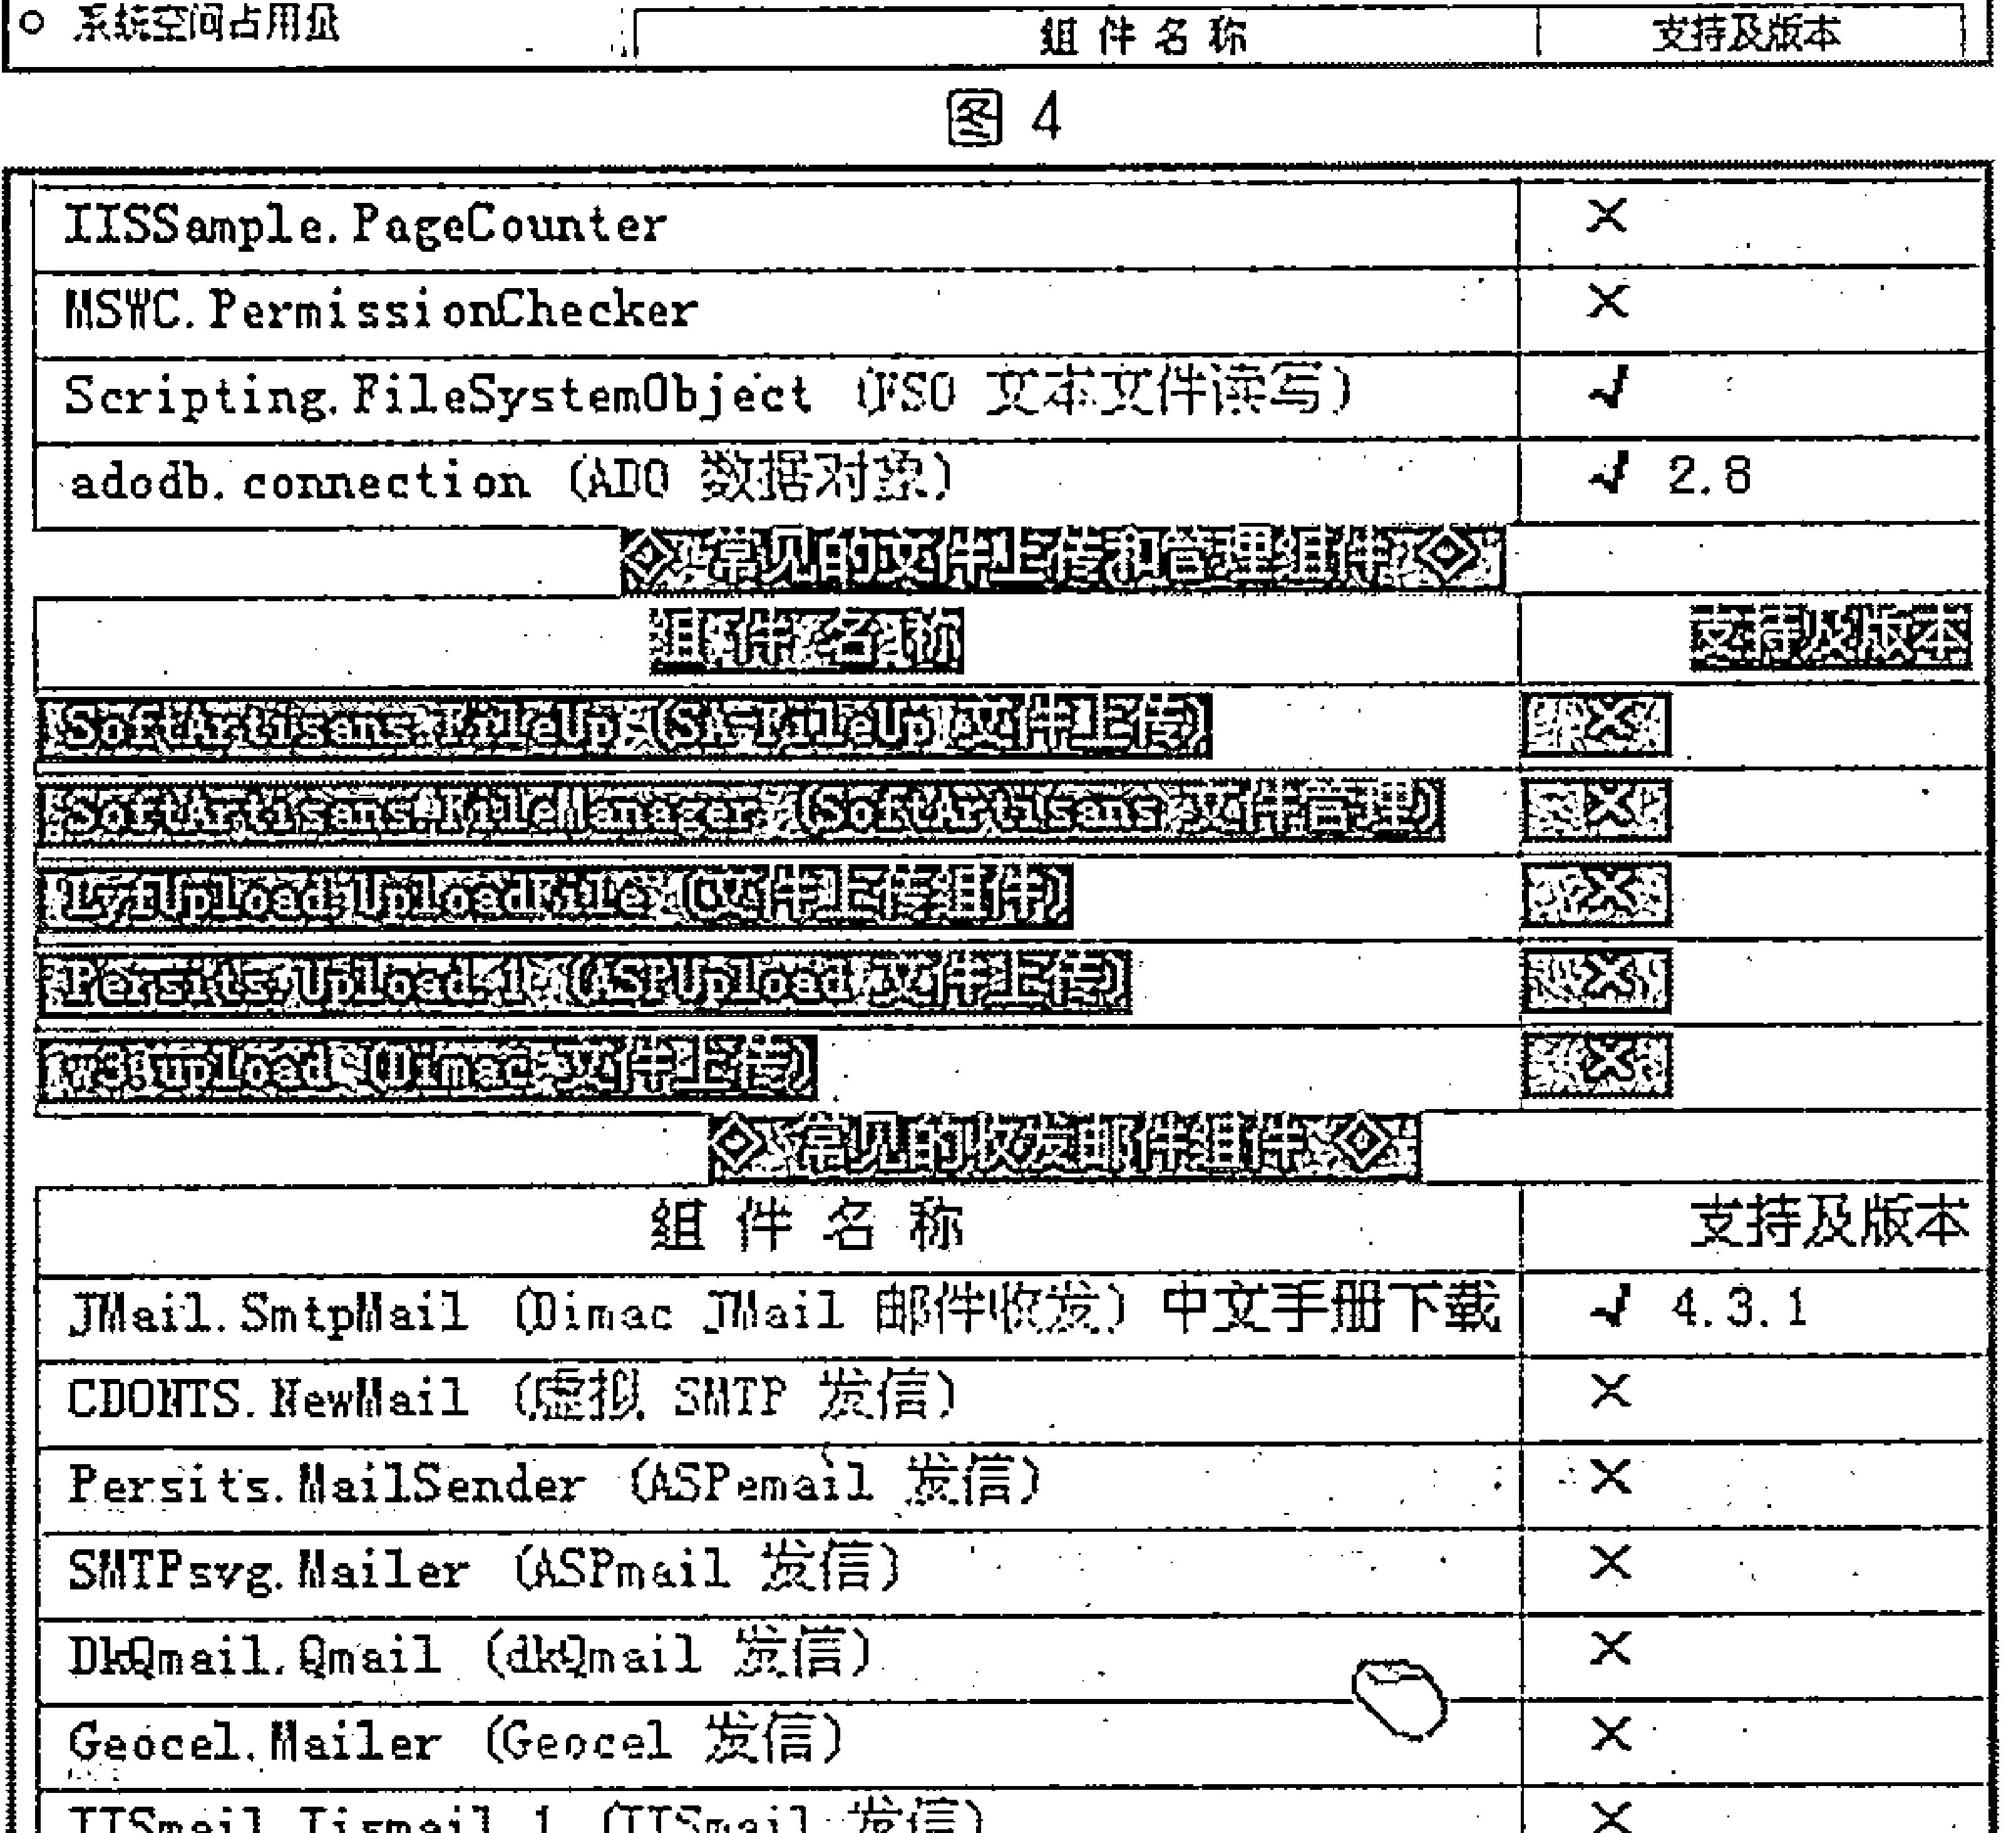 系统空间占用量
组 件 名 称 支持及版本
图 4
IISSample.PageCounter ×
MSWC.PermissionChecker ×
Scripting.FileSystemObject (FSO 文本文件读写) √
adodb.connection (ADO 数据对象) √ 2.8
◇ 常见的文件上传和管理组件 ◇
组 件 名 称 支持及版本
SoftArtisans.FileUp (SA-FileUp 文件上传) ×
SoftArtisans.FileManager (SoftArtisans 文件管理) ×
LyfUpload.UploadFile (文件上传组件) ×
Persits.Upload.1 (ASPUpload 文件上传) ×
w3.upload (Dimac 文件上传) ×
◇ 常见的收发邮件组件 ◇
组 件 名 称 支持及版本
JMail.SmtpMail (Dimac JMail 邮件收发) 中文手册下载 √ 4.3.1
CDONTS.NewMail (虚拟 SMTP 发信) ×
Persits.MailSender (ASPemail 发信) ×
SMTPsvg.Mailer (ASPmail 发信) ×
DkQmail.Qmail (dkQmail 发信) ×
Geocel.Mailer (Geocel 发信) ×
IISmail.Iismail.1 (IISmail 发信) ×